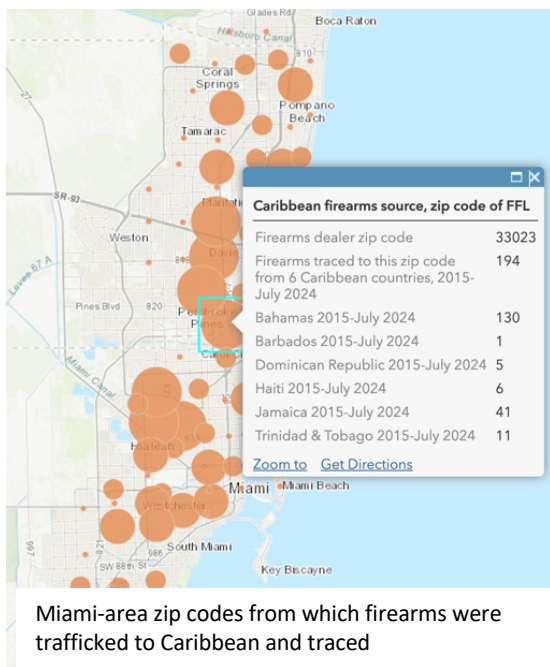 Glades Rd
Boca Raton
Hillsboro Canal
810
Coral
Springs
Pompano
Beach
Tamarac
SR 93
Weston
Davie
Levee 67 A
Pines Blvd
820
Pembroke
Pines
Miami Canal
Hialeah
Miami
Miami Beach
Westchester
South Miami
997
821
986
SW 88th St
Key Biscayne
Caribbean firearms source, zip code of FFL
Firearms dealer zip code 33023
Firearms traced to this zip code 194
from 6 Caribbean countries, 2015-
July 2024
Bahamas 2015-July 2024 130
Barbados 2015-July 2024 1
Dominican Republic 2015-July 2024 5
Haiti 2015-July 2024 6
Jamaica 2015-July 2024 41
Trinidad & Tobago 2015-July 2024 11
Zoom to Get Directions
Miami-area zip codes from which firearms were
trafficked to Caribbean and traced